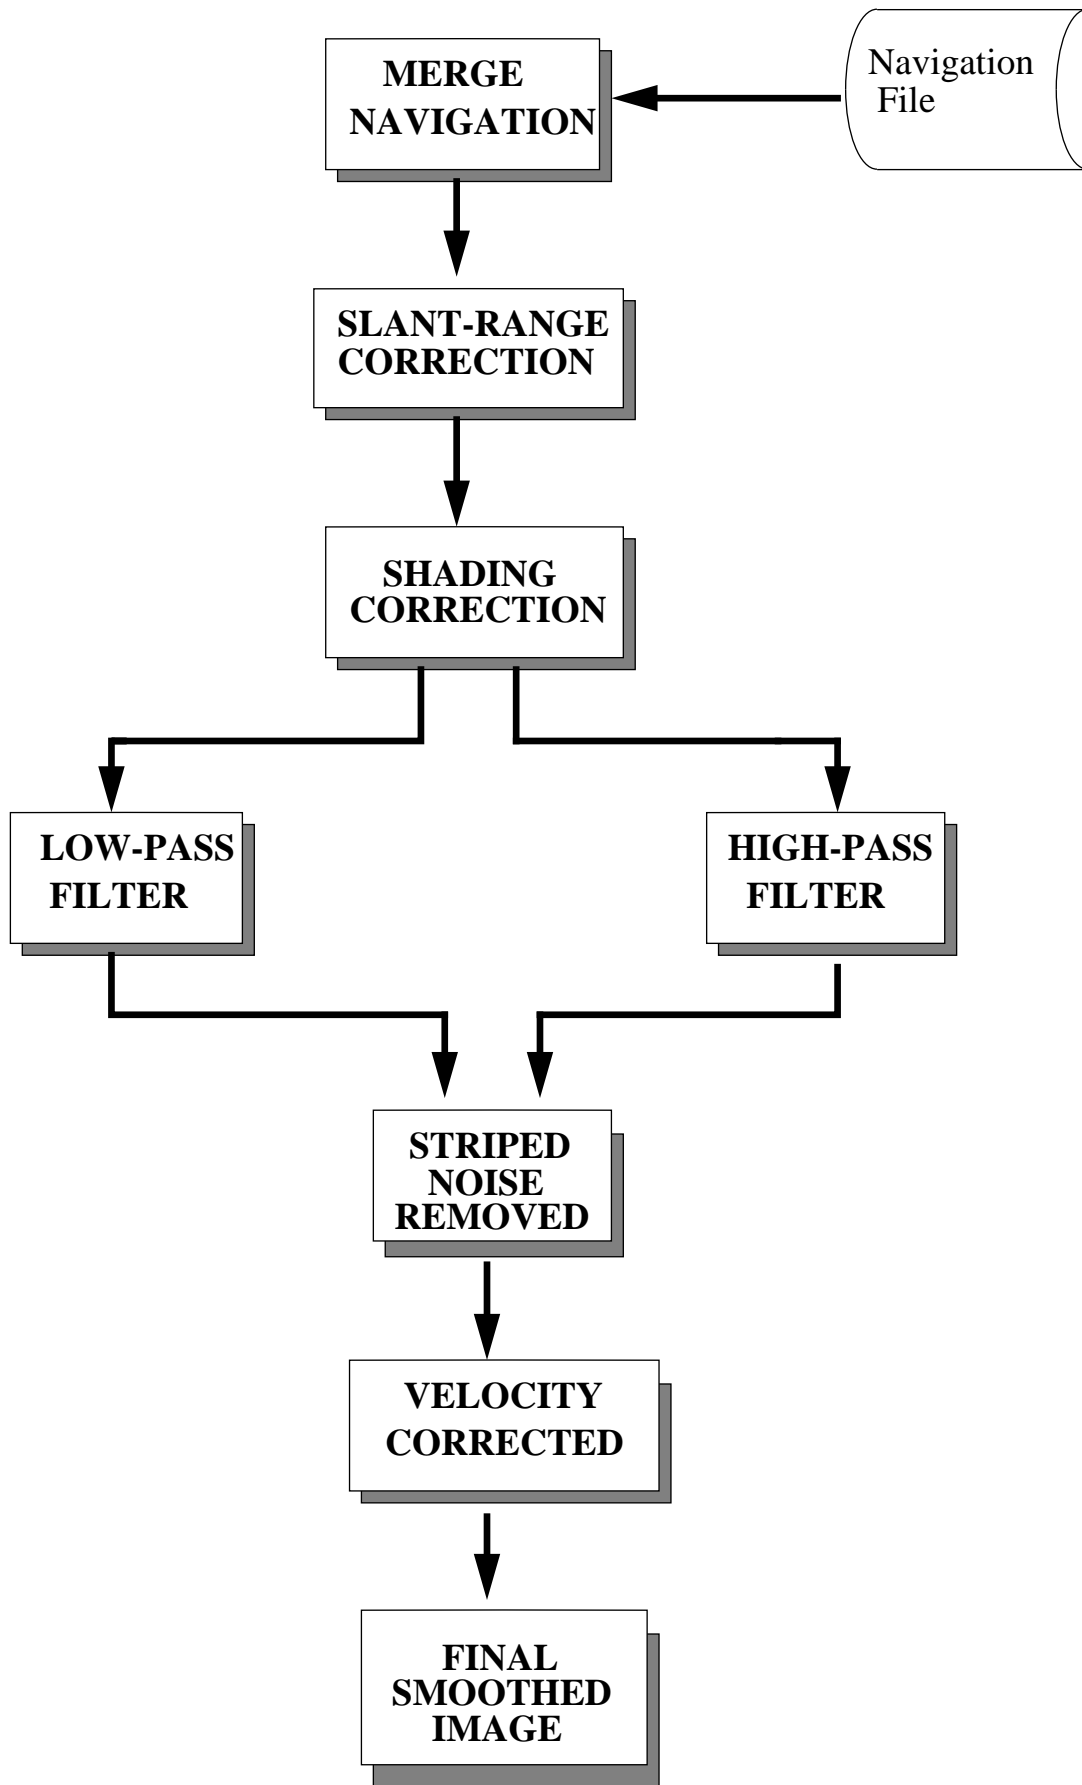 MERGE
NAVIGATION
Navigation
File
SLANT-RANGE
CORRECTION
SHADING
CORRECTION
LOW-PASS
FILTER
HIGH-PASS
FILTER
STRIPED
NOISE
REMOVED
VELOCITY
CORRECTED
FINAL
SMOOTHED
IMAGE